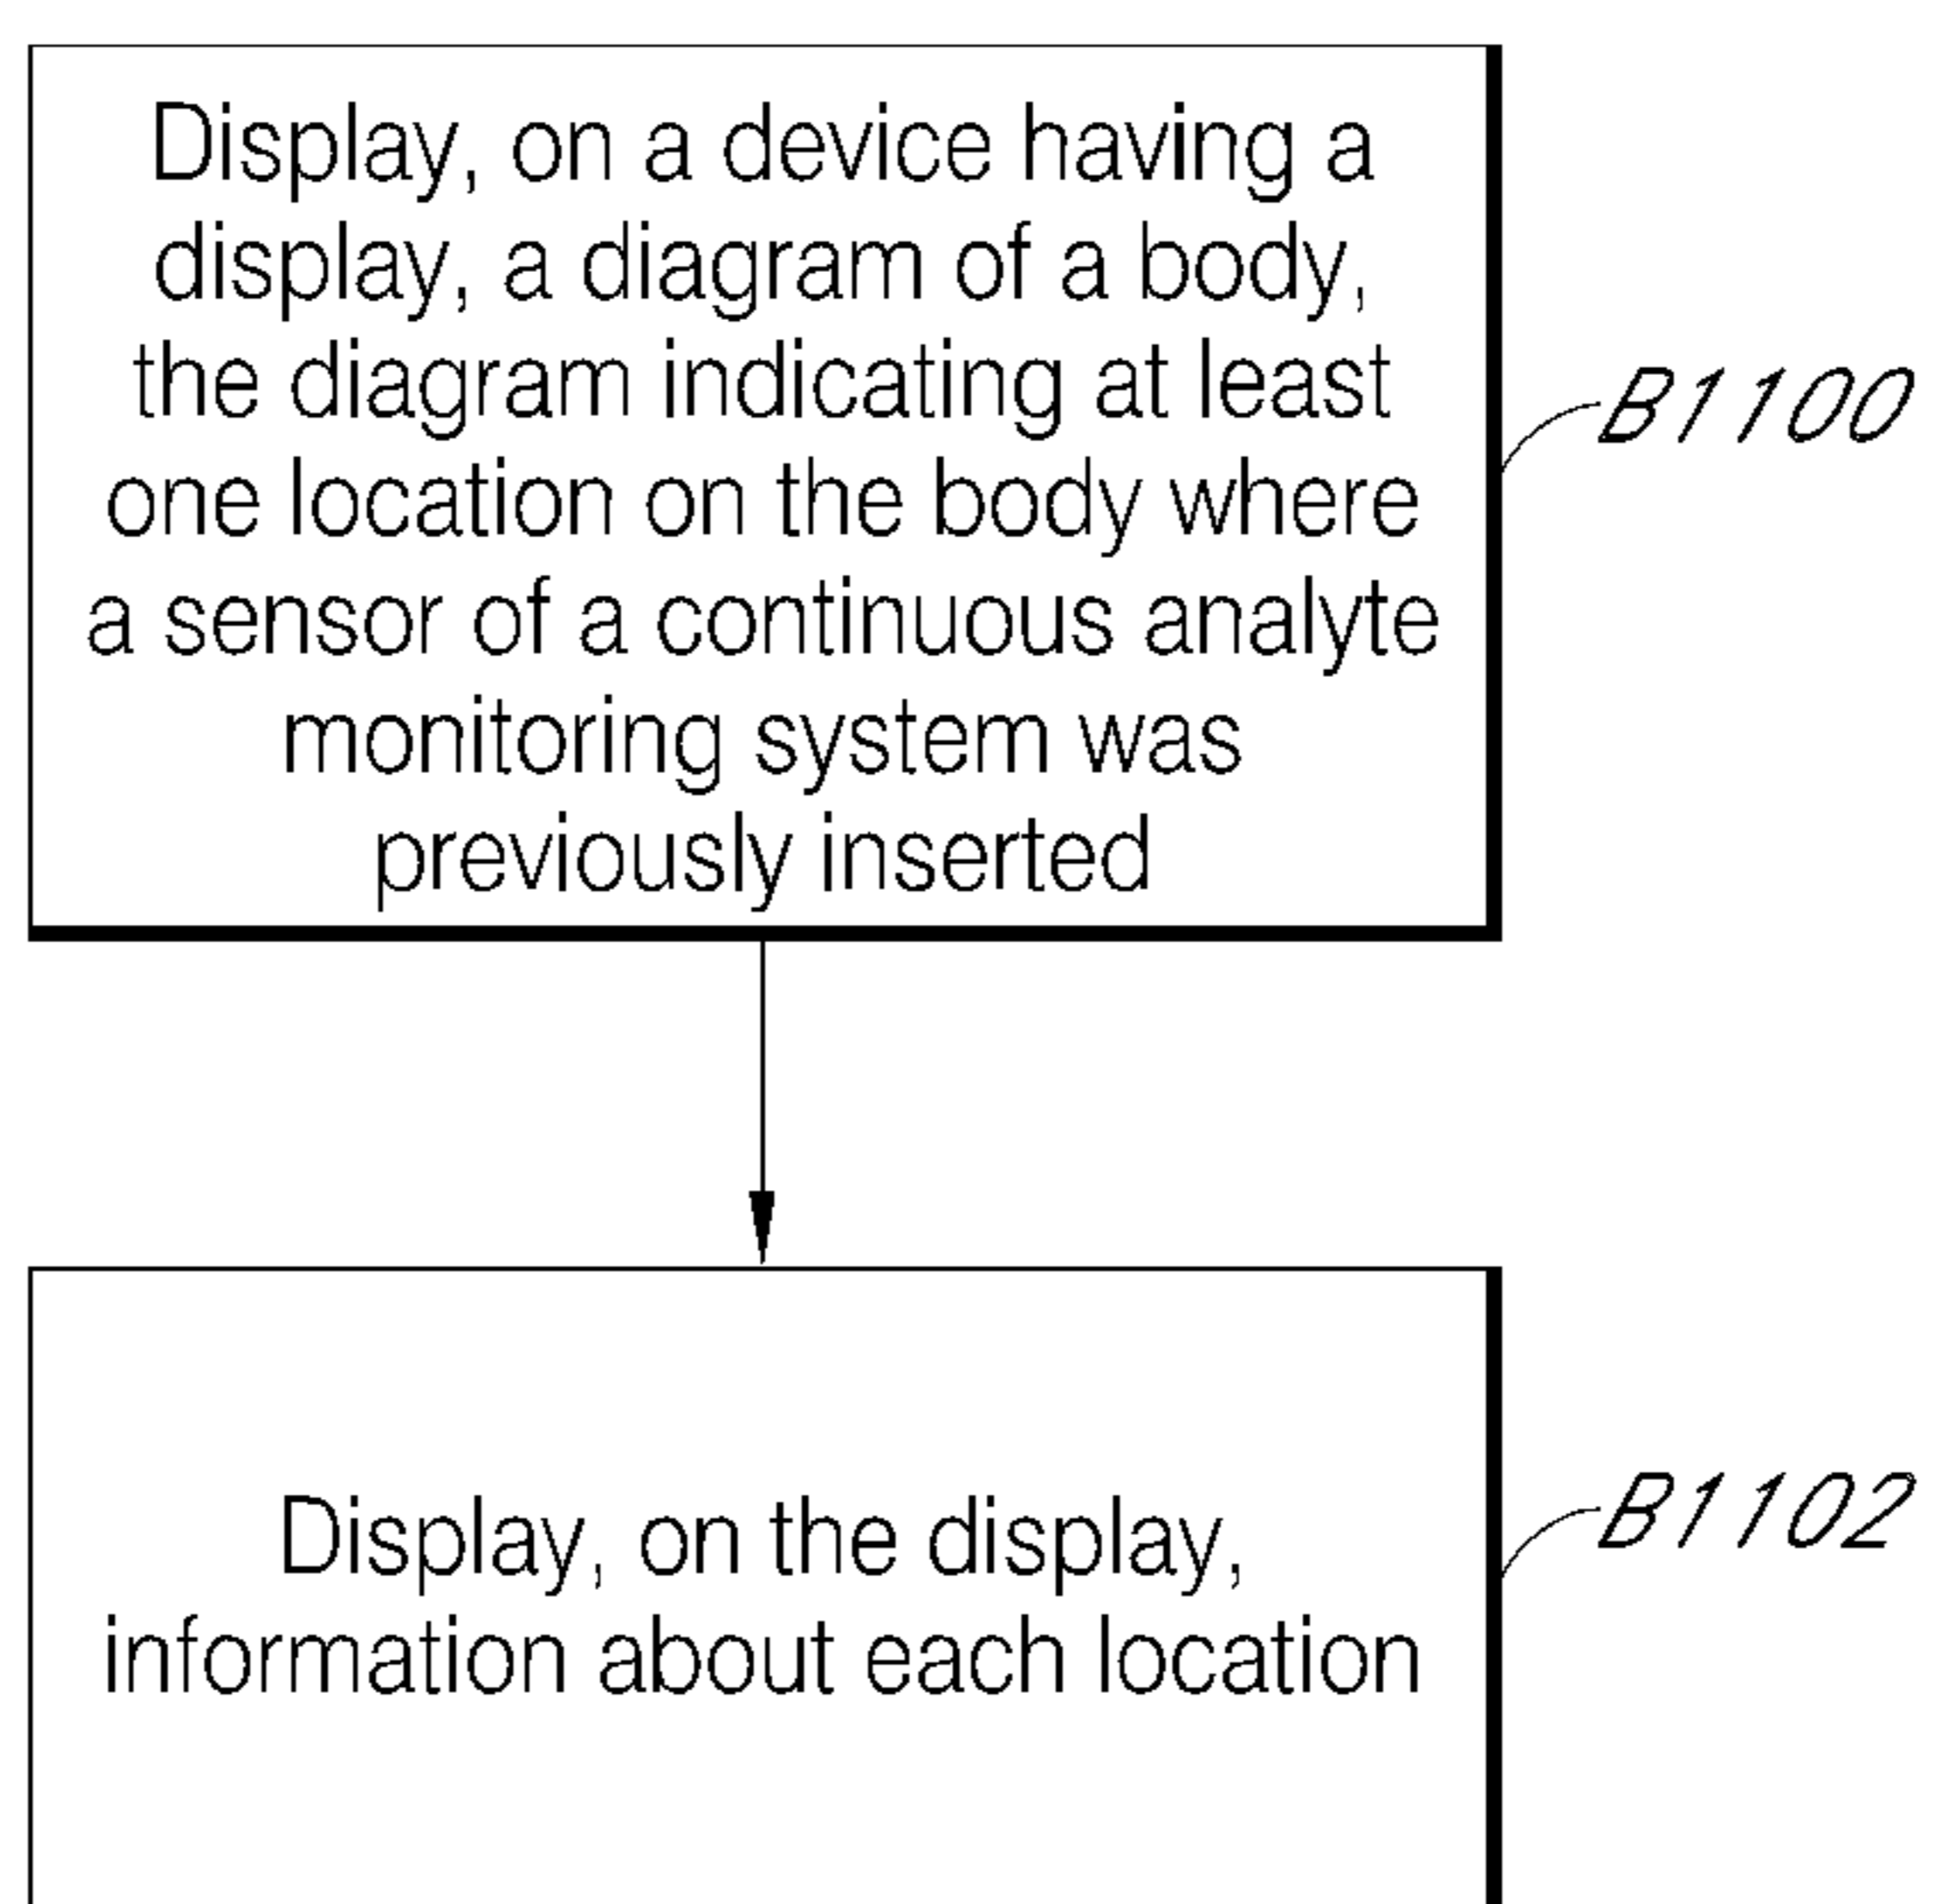 Display, on a device having a
display, a diagram of a body,
the diagram indicating at least
one location on the body where
a sensor of a continuous analyte
monitoring system was
previously inserted
B1100
Display, on the display,
information about each location
B1102